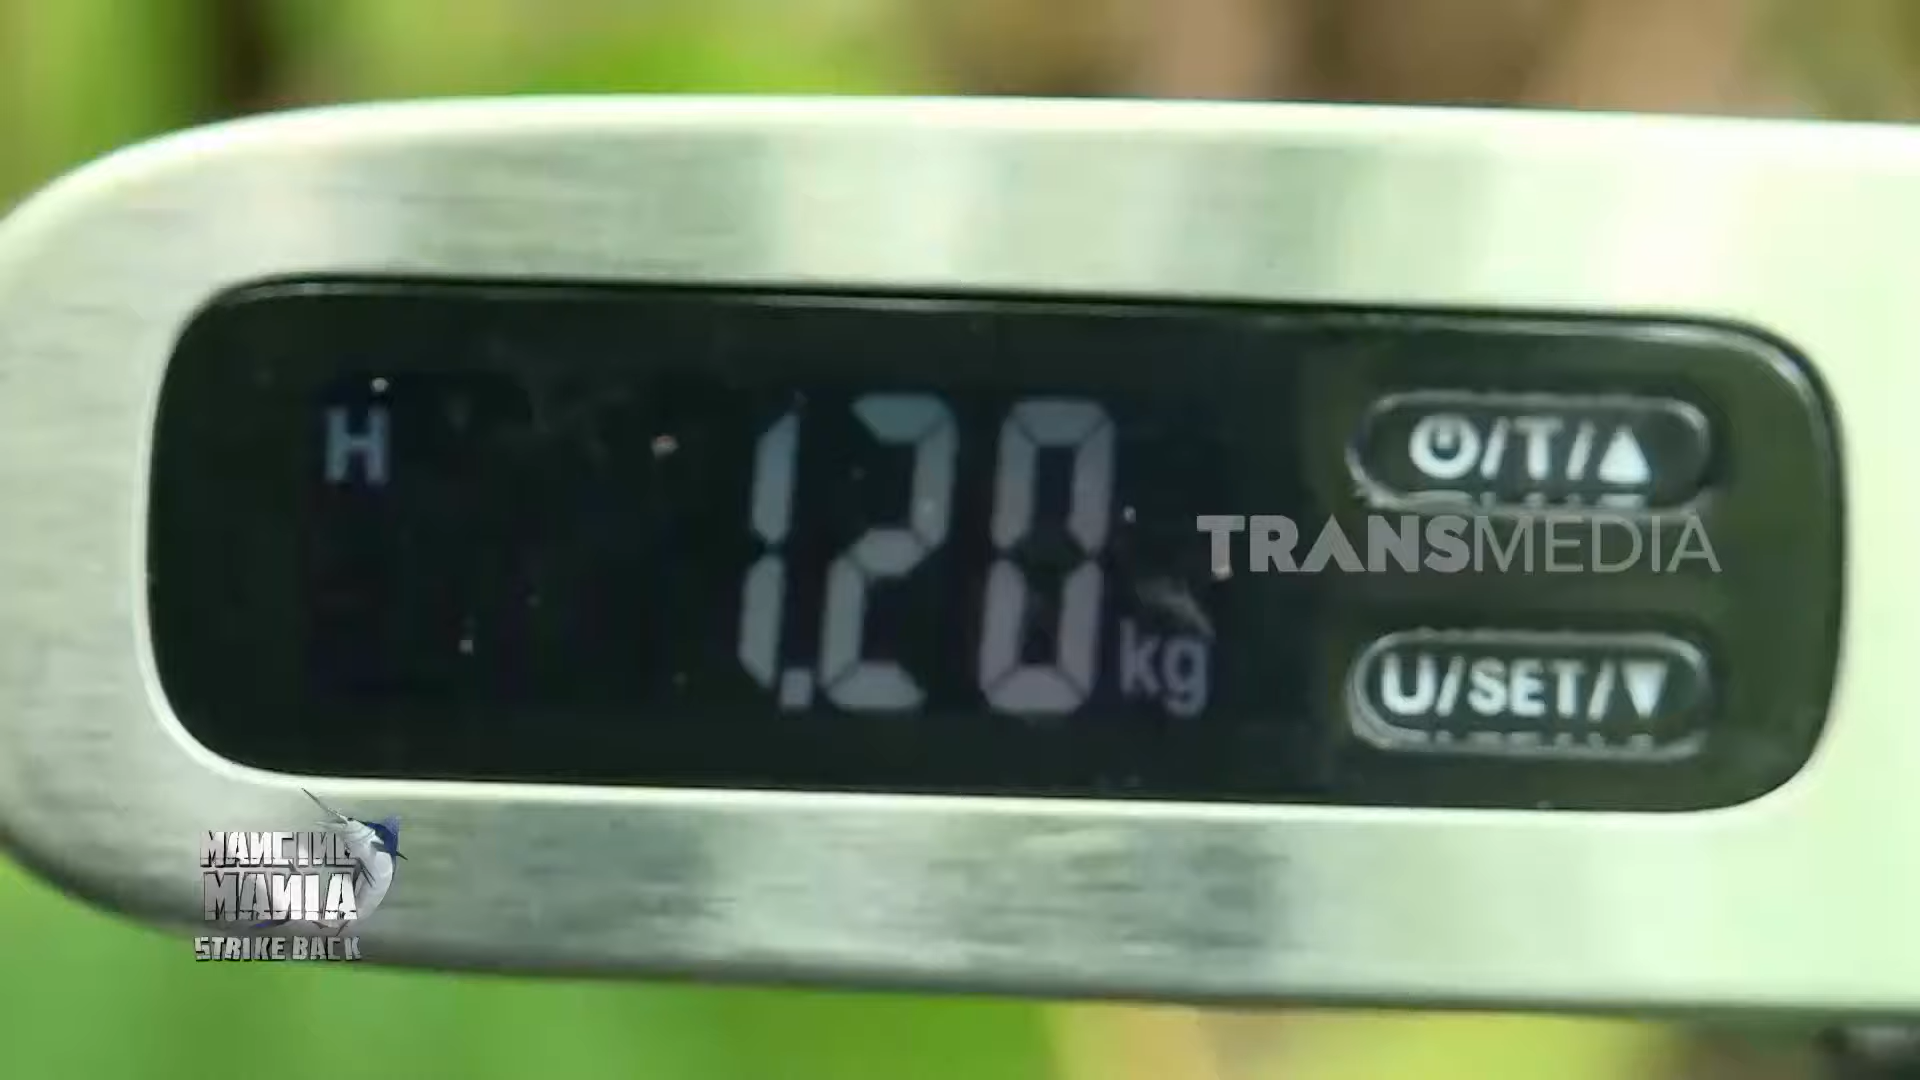 H
1.20 kg
⏻/T/▲
TRANSMEDIA
U/SET/▼
MANCING
MANIA
STRIKE BACK